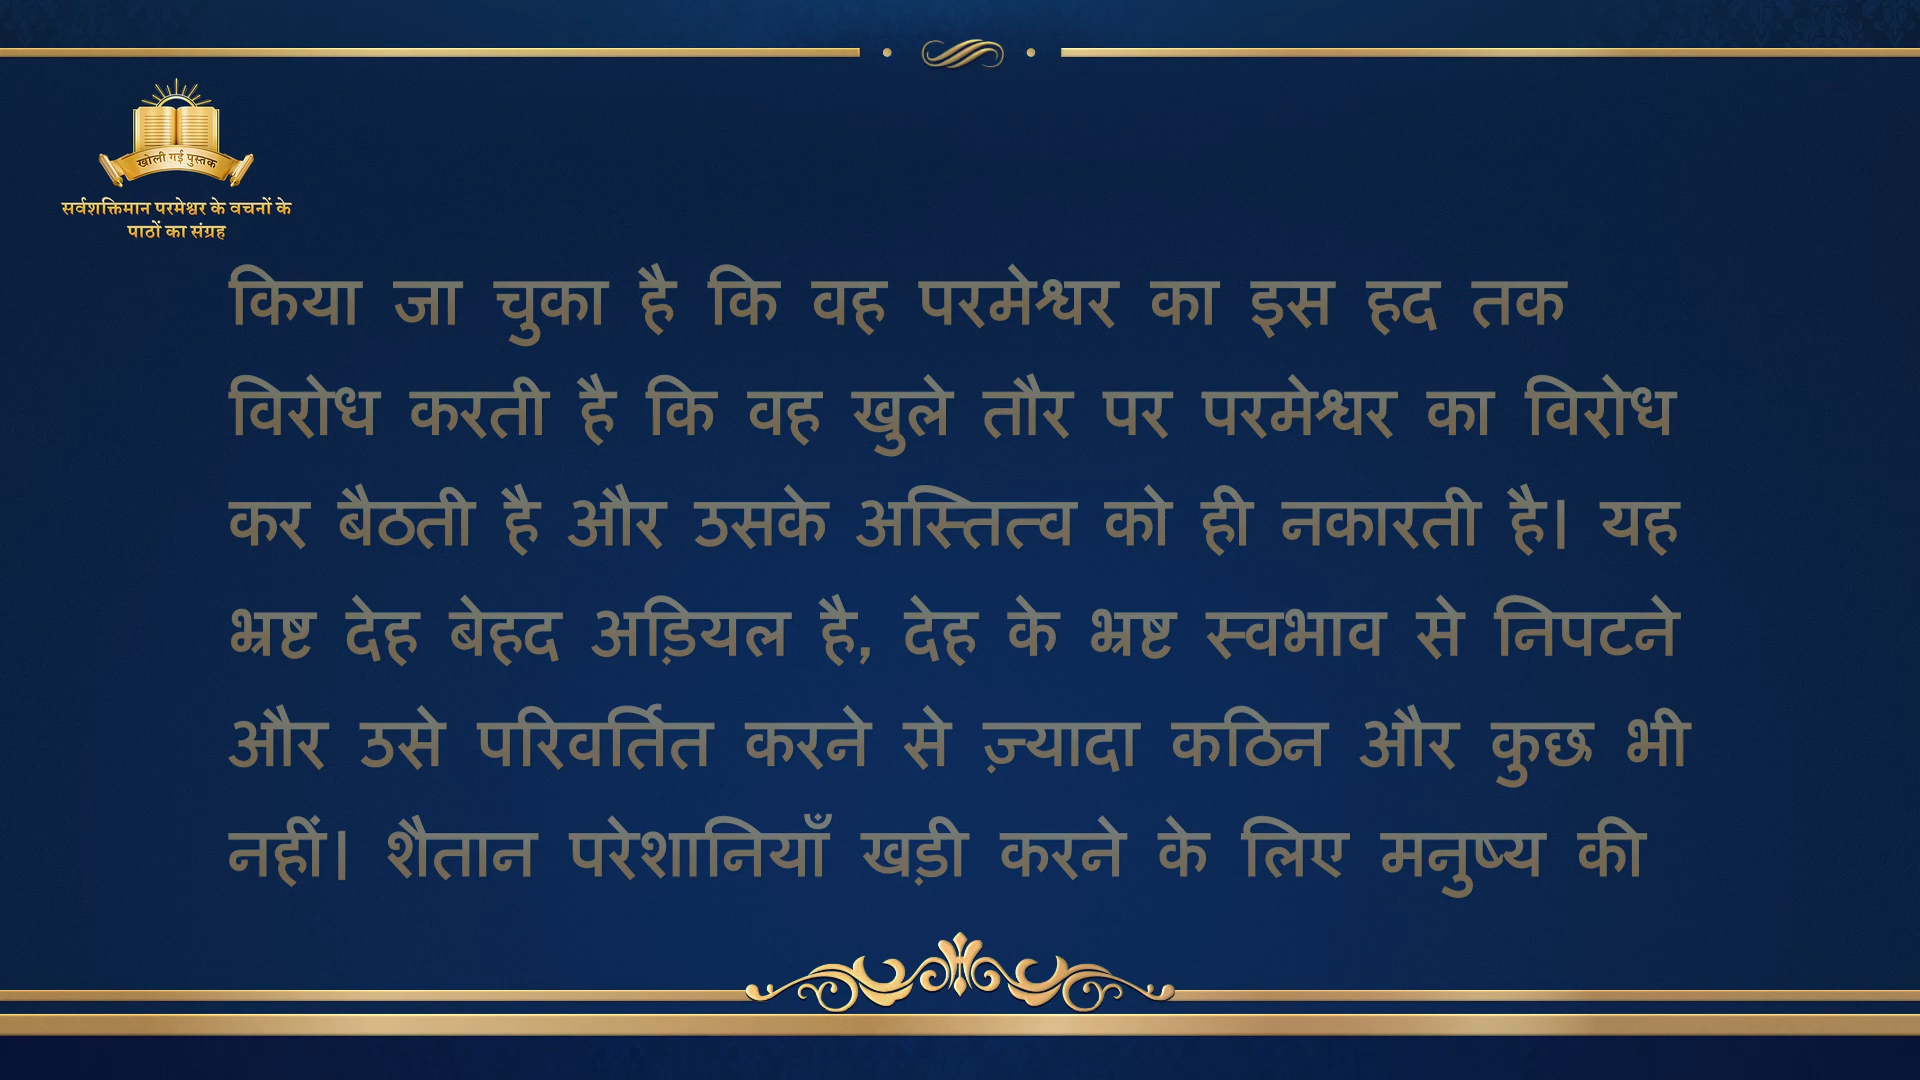 खोली गई पुस्तक
सर्वशक्तिमान परमेश्वर के वचनों के
पाठों का संग्रह
किया जा चुका है कि वह परमेश्वर का इस हद तक
विरोध करती है कि वह खुले तौर पर परमेश्वर का विरोध
कर बैठती है और उसके अस्तित्व को ही नकारती है। यह
भ्रष्ट देह बेहद अड़ियल है, देह के भ्रष्ट स्वभाव से निपटने
और उसे परिवर्तित करने से ज़्यादा कठिन और कुछ भी
नहीं। शैतान परेशानियाँ खड़ी करने के लिए मनुष्य की